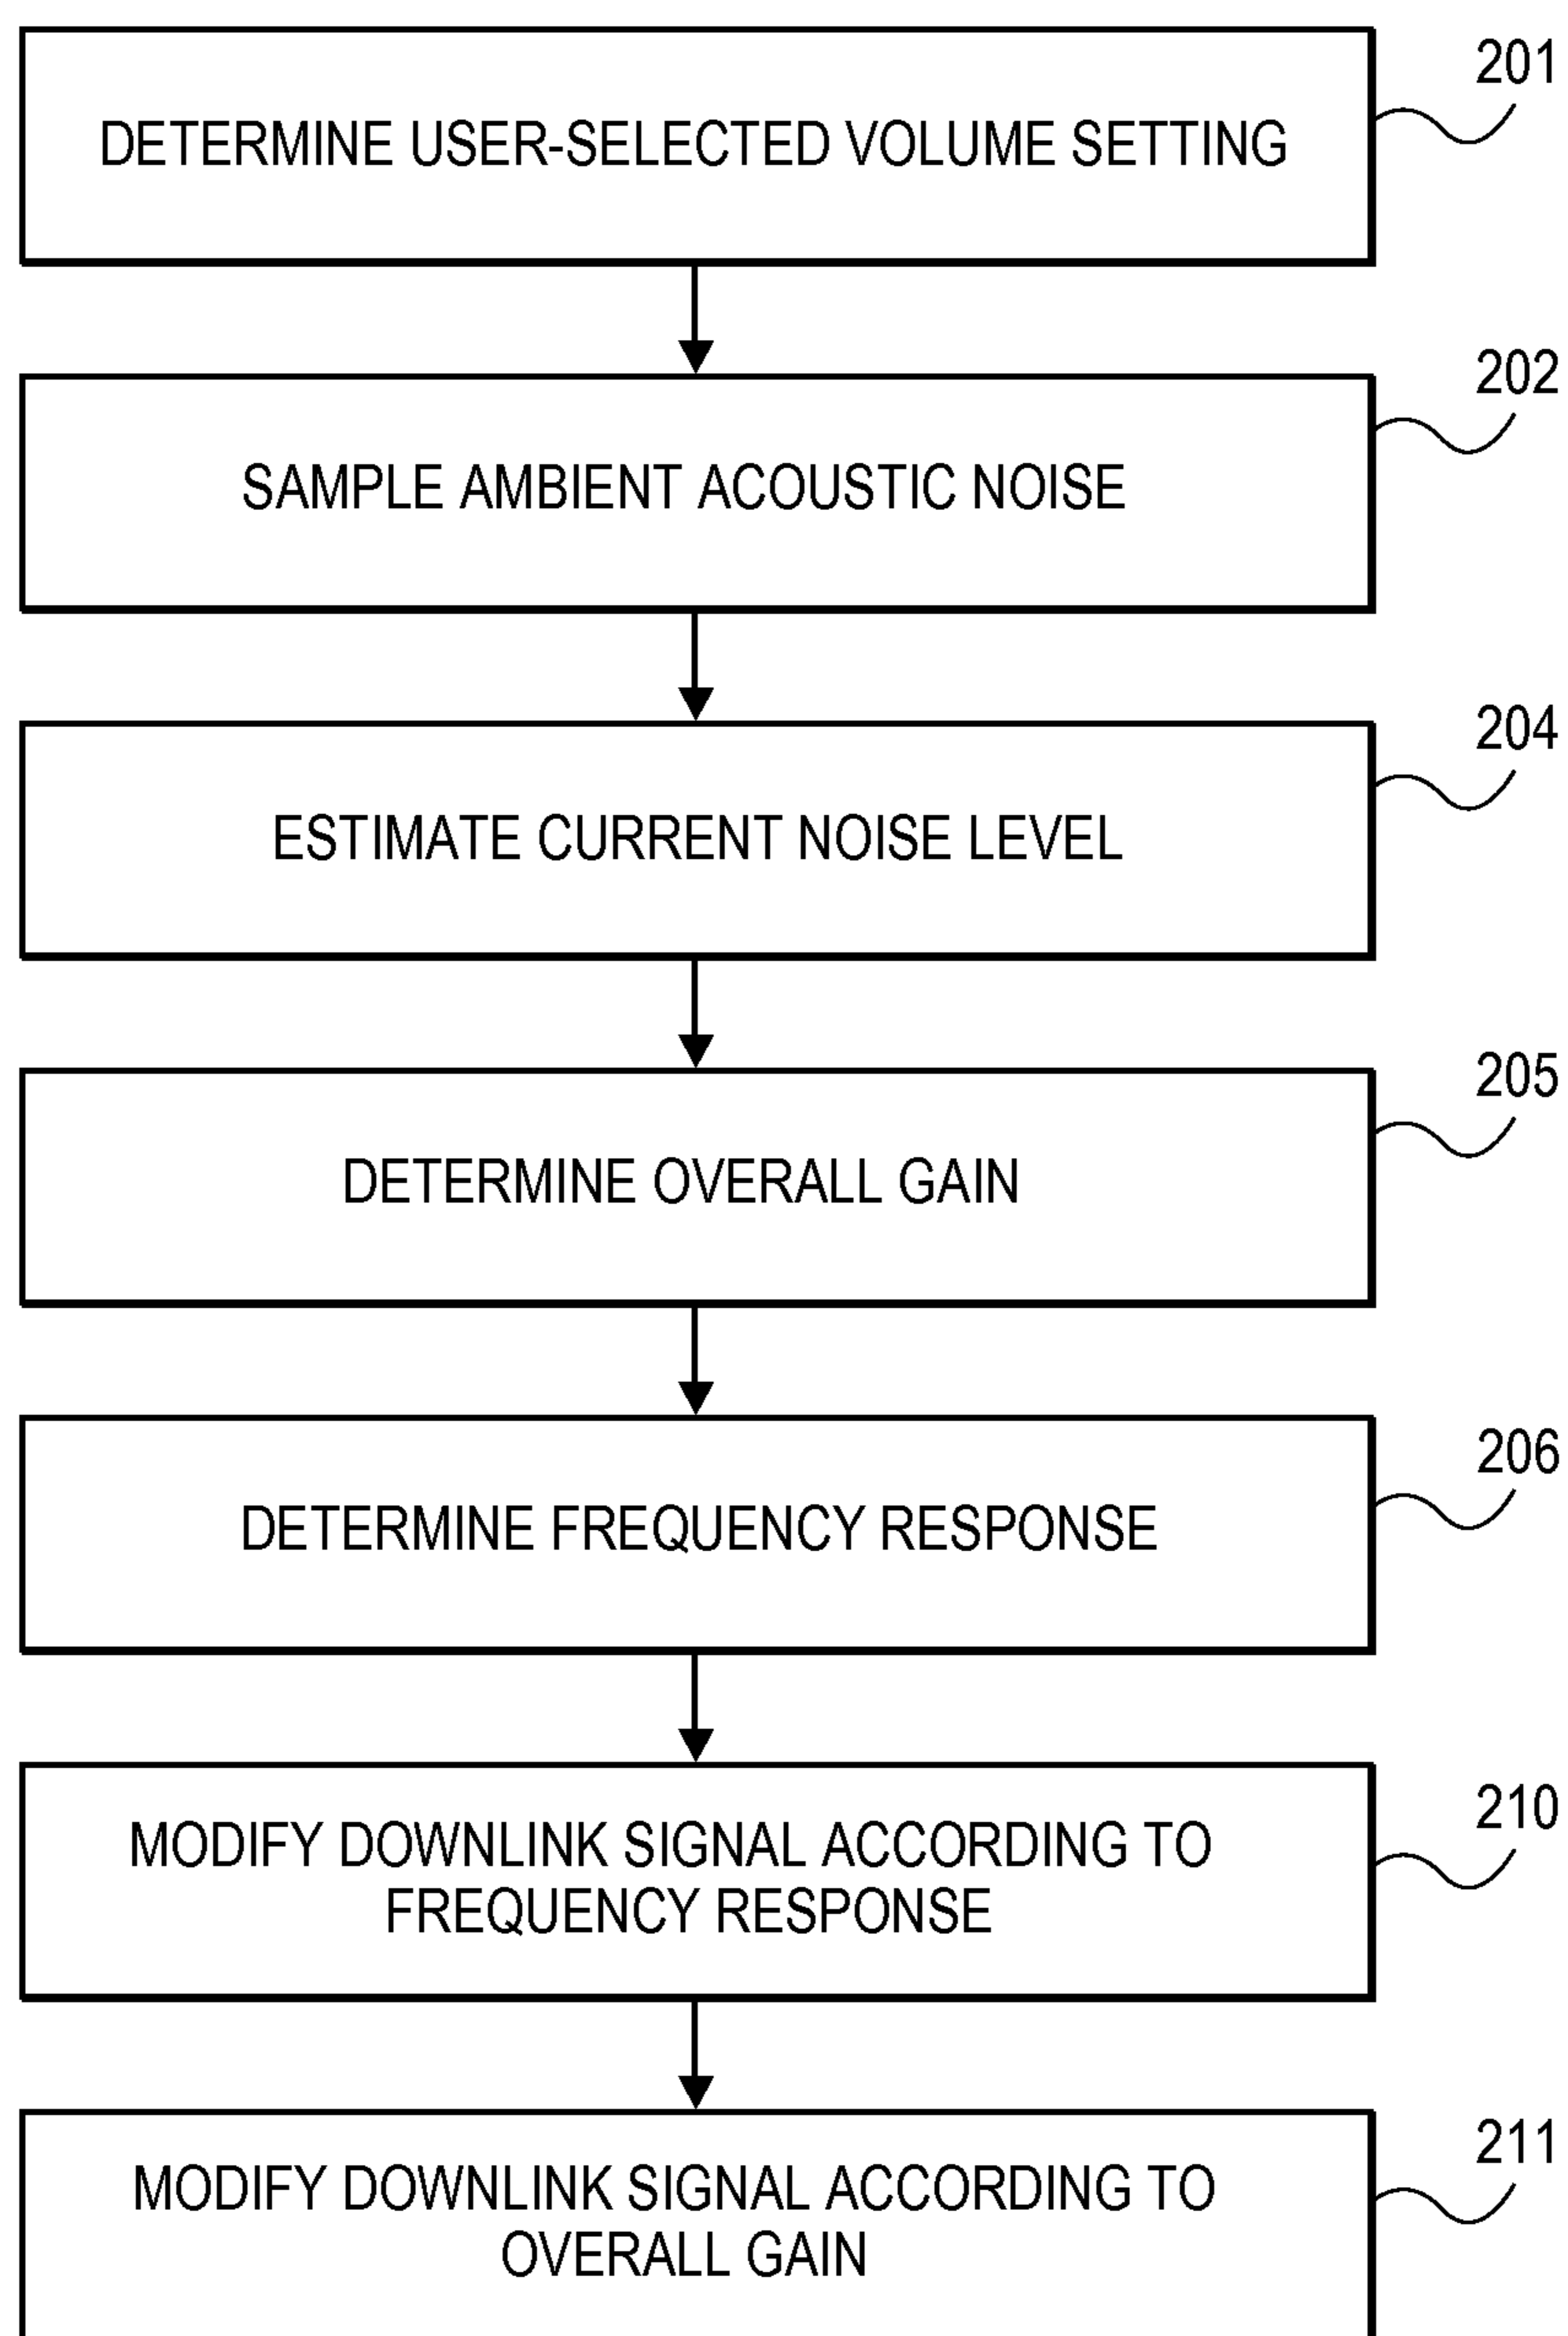 201
DETERMINE USER-SELECTED VOLUME SETTING
202
SAMPLE AMBIENT ACOUSTIC NOISE
204
ESTIMATE CURRENT NOISE LEVEL
205
DETERMINE OVERALL GAIN
206
DETERMINE FREQUENCY RESPONSE
210
MODIFY DOWNLINK SIGNAL ACCORDING TO
FREQUENCY RESPONSE
211
MODIFY DOWNLINK SIGNAL ACCORDING TO
OVERALL GAIN